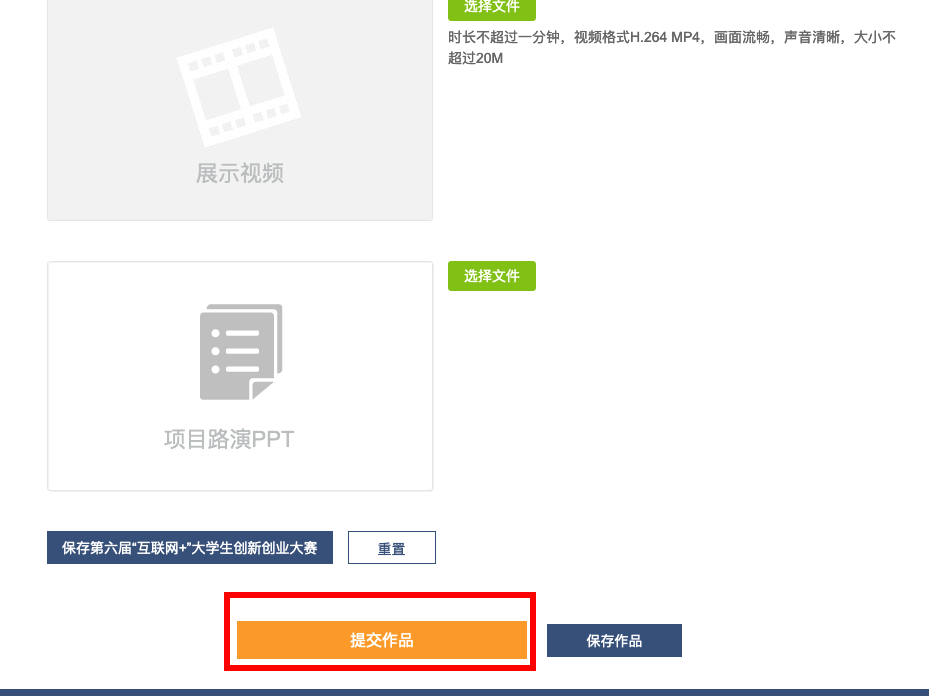 选择文件
时长不超过一分钟，视频格式H.264 MP4，画面流畅，声音清晰，大小不
超过20M
展示视频
选择文件
项目路演PPT
保存第六届“互联网+”大学生创新创业大赛
重置
提交作品
保存作品